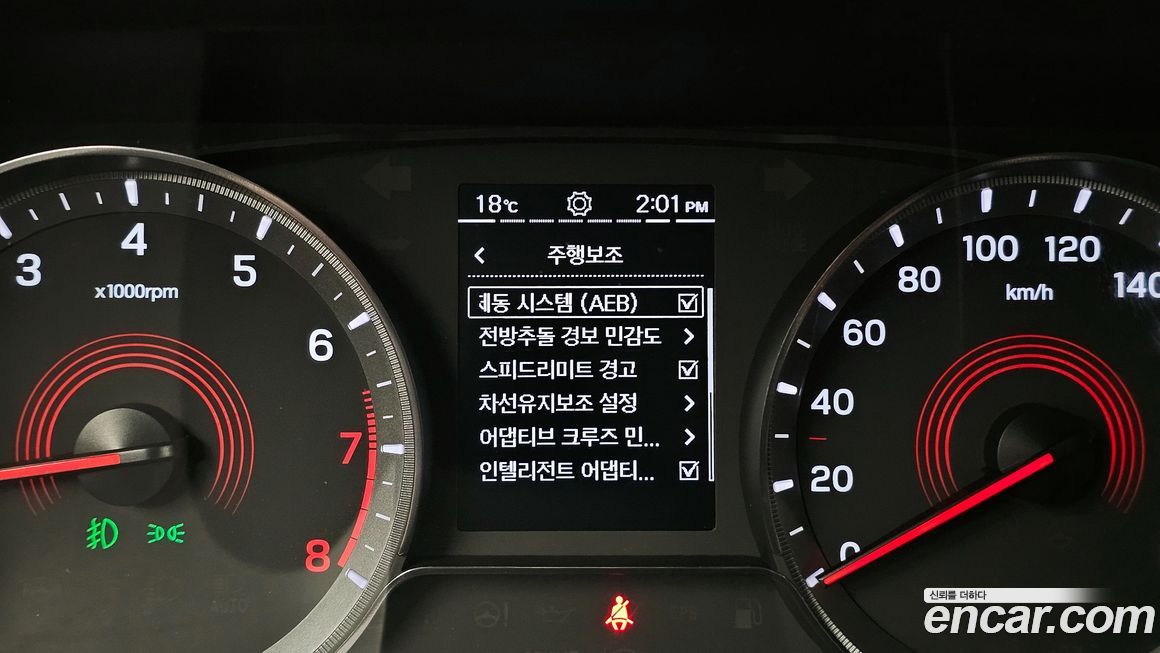 18℃ 2:01 PM
< 주행보조
동 시스템 (AEB)
전방추돌 경보 민감도 >
스피드리미트 경고
차선유지보조 설정 >
어댑티브 크루즈 민... >
인텔리전트 어댑티...
3
4
5
6
7
8
x1000rpm
0
20
40
60
80
100
120
140
km/h
AUTO
신뢰를 더하다
encar.com